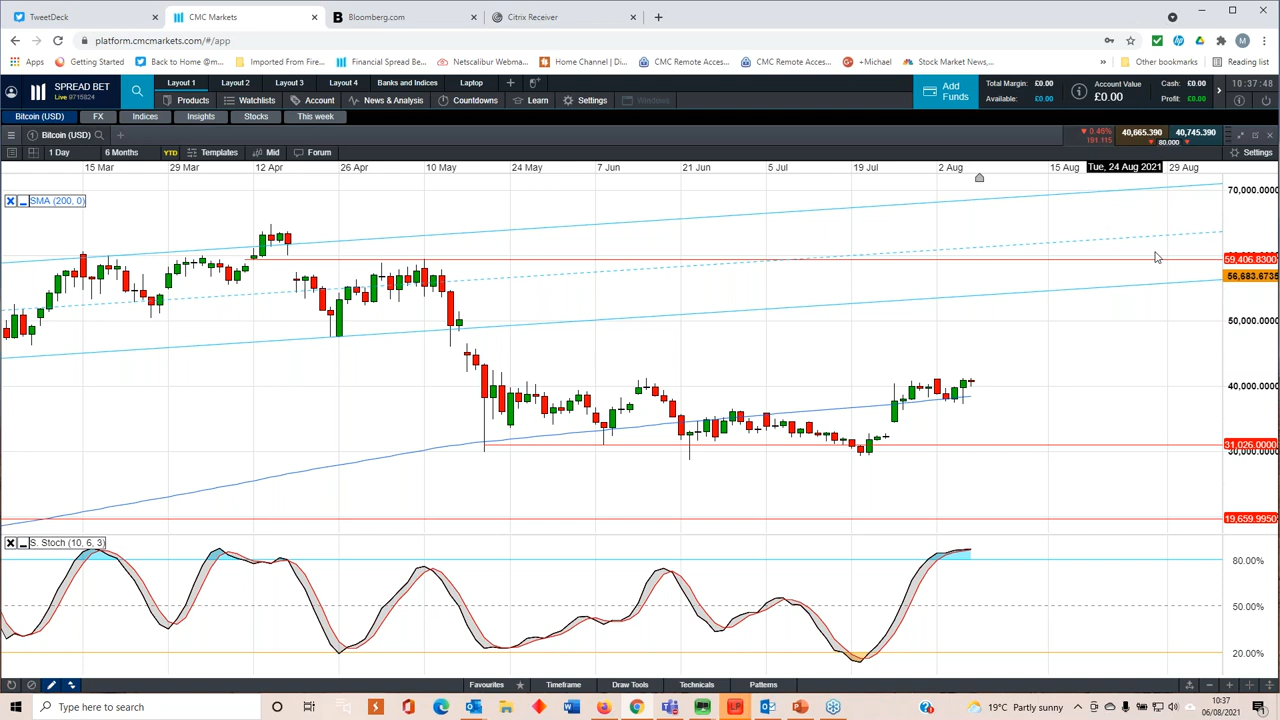 TweetDeck
CMC Markets
Bloomberg.com
Citrix Receiver
platform.cmcmarkets.com/#/app
Apps
Getting Started
Back to Home @m...
Imported From Fire...
Financial Spread Be...
Netscalibur Webma...
Home Channel | Di...
CMC Remote Acces...
CMC Remote Acces...
+Michael
Stock Market News,...
»
Other bookmarks
Reading list
SPREAD BET
Live 9715824
Layout 1
Layout 2
Layout 3
Layout 4
Banks and Indices
Laptop
Products
Watchlists
Account
News & Analysis
Countdowns
Learn
Settings
Windows
Add Funds
Total Margin: £0.00
Available: £0.00
Account Value
£0.00
Cash: £0.00
Profit: £0.00
10:37:48
Bitcoin (USD)
FX
Indices
Insights
Stocks
This week
Bitcoin (USD)
0.46%
191.115
40,665.390
40,745.390
80.000
1 Day
6 Months
YTD
Templates
Mid
Forum
Settings
15 Mar
29 Mar
12 Apr
26 Apr
10 May
24 May
7 Jun
21 Jun
5 Jul
19 Jul
2 Aug
15 Aug
Tue, 24 Aug 2021
29 Aug
SMA (200, 0)
70,000.0000
59,406.8300
56,683.6735
50,000.0000
40,000.0000
31,026.0000
30,000.0000
19,659.9950
S. Stoch (10, 6, 3)
80.00%
50.00%
20.00%
Favourites
Timeframe
Draw Tools
Technicals
Patterns
Type here to search
19°C Partly sunny
10:37
06/08/2021